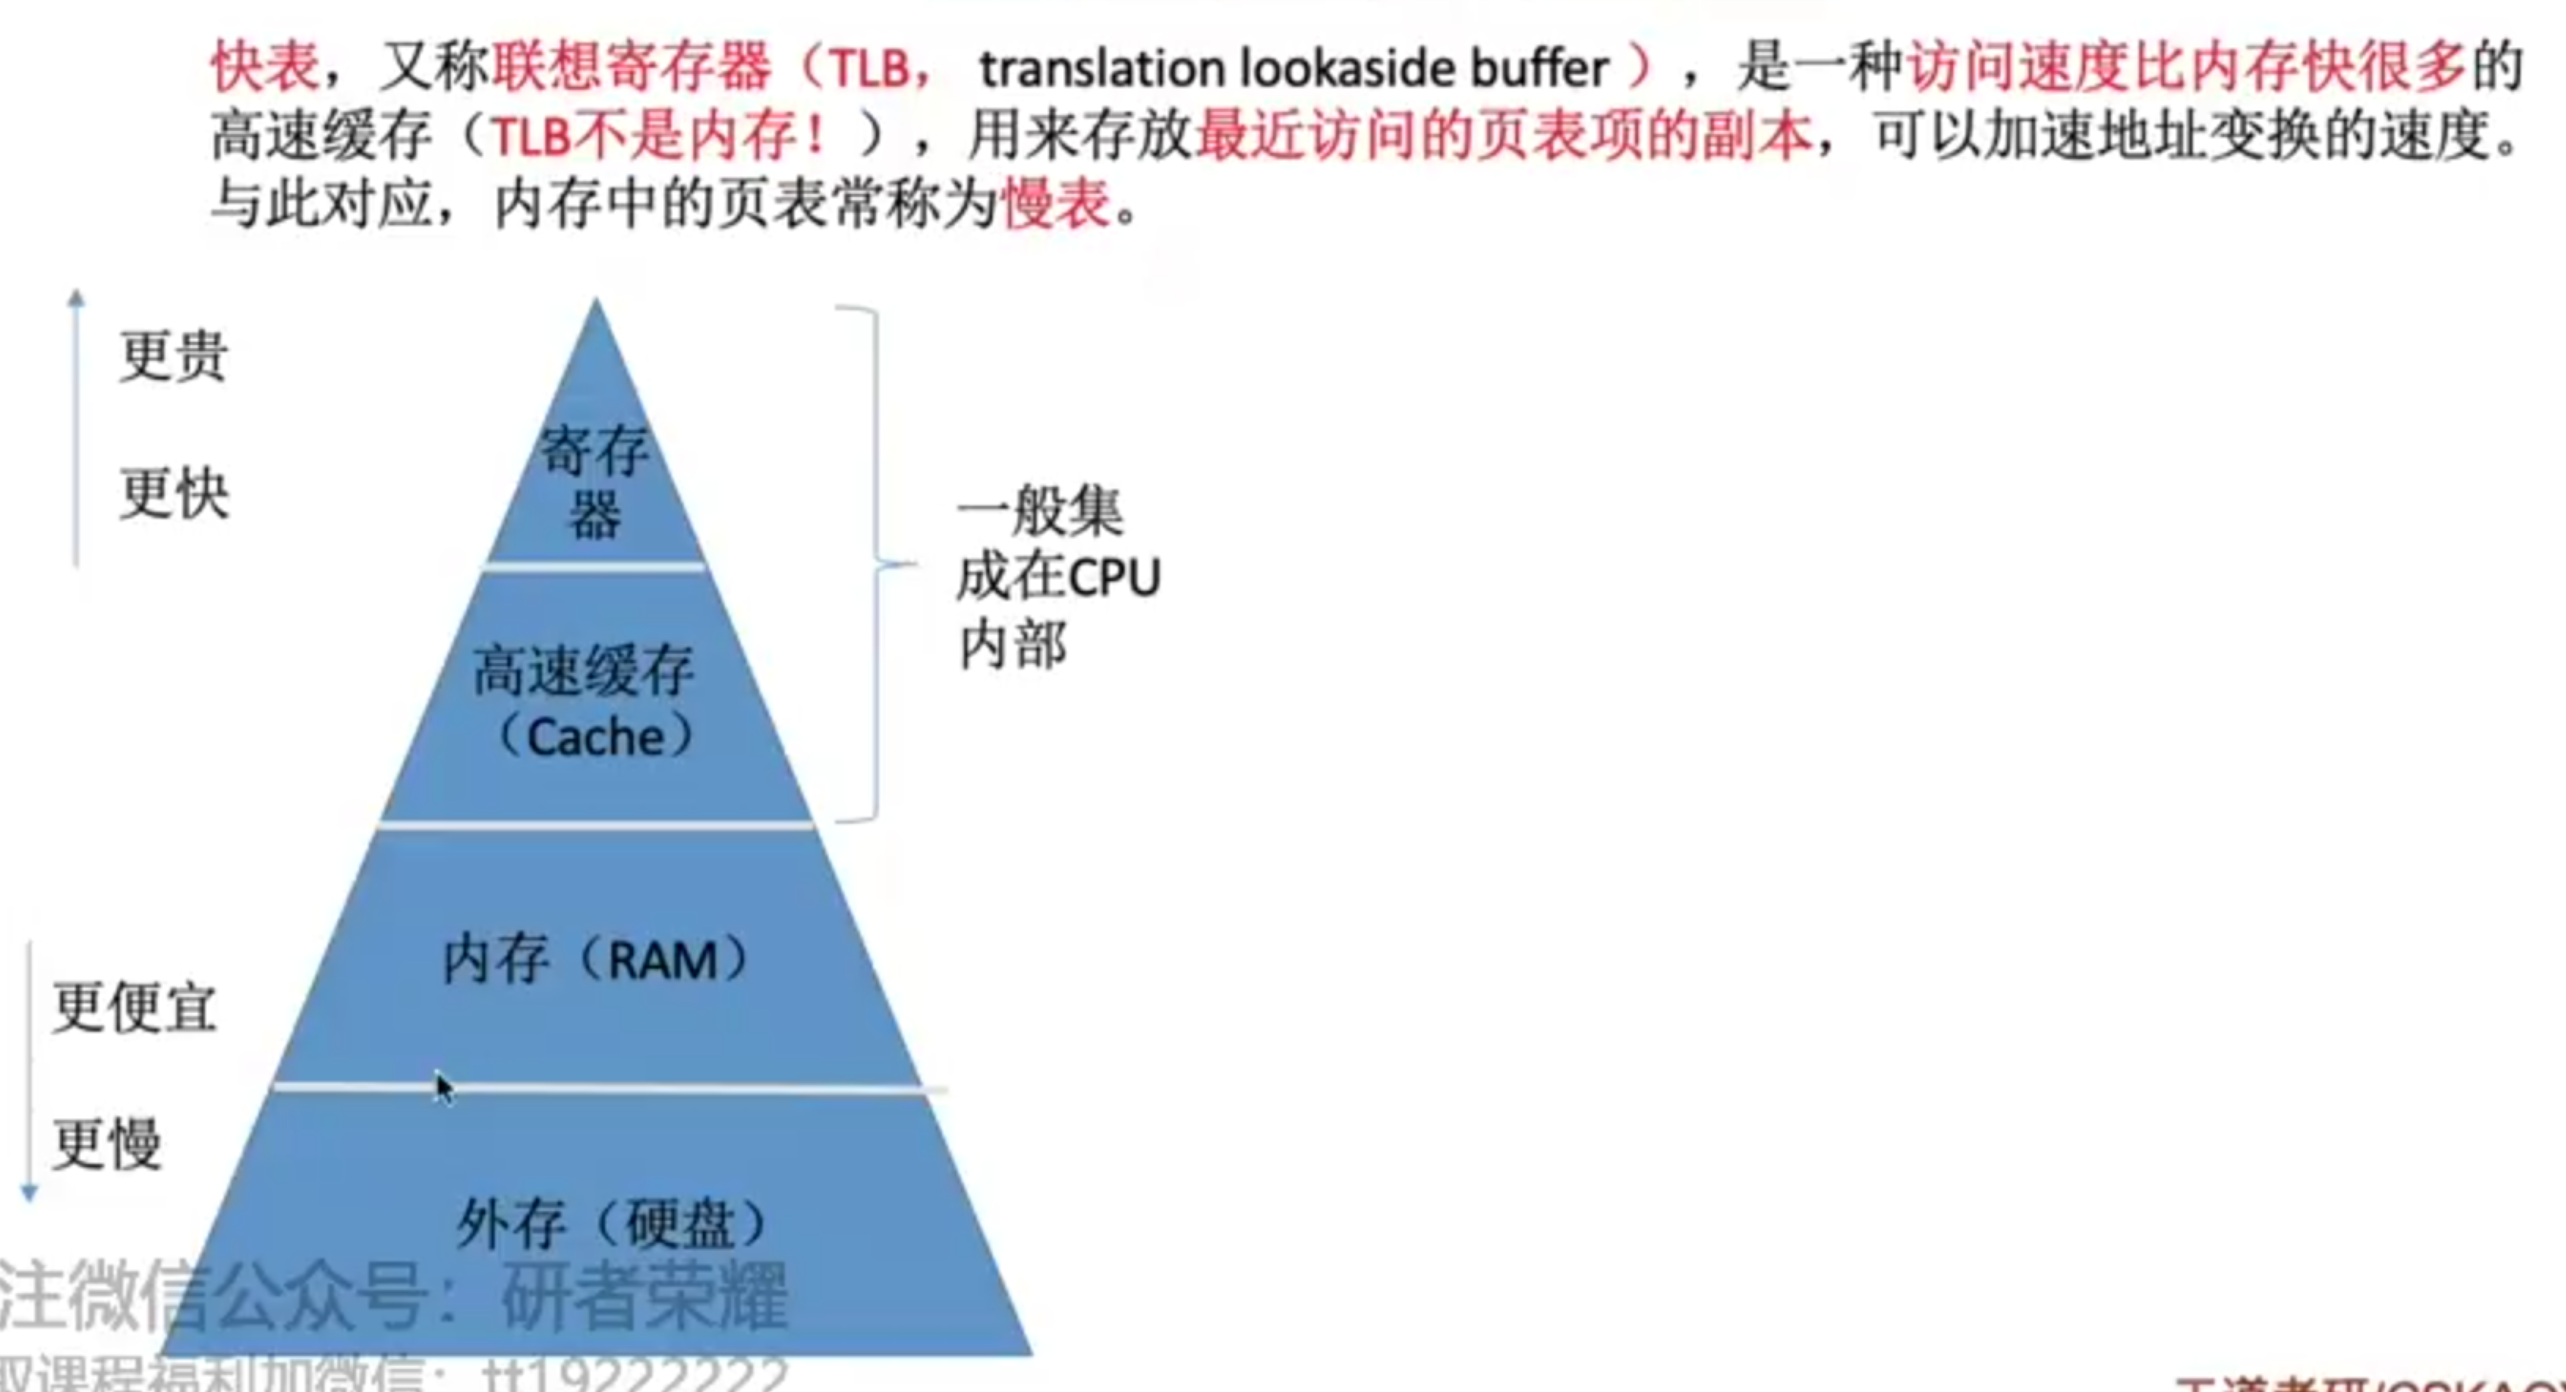 快表，又称联想寄存器（TLB， translation lookaside buffer ），是一种访问速度比内存快很多的
高速缓存（TLB不是内存！），用来存放最近访问的页表项的副本，可以加速地址变换的速度。
与此对应，内存中的页表常称为慢表。
更贵
更快
寄存
器
高速缓存
（Cache）
一般集
成在CPU
内部
内存（RAM）
更便宜
更慢
外存（硬盘）
注微信公众号：研者荣耀
取课程福利加微信：tt19222222
王道考研/CSKAOY